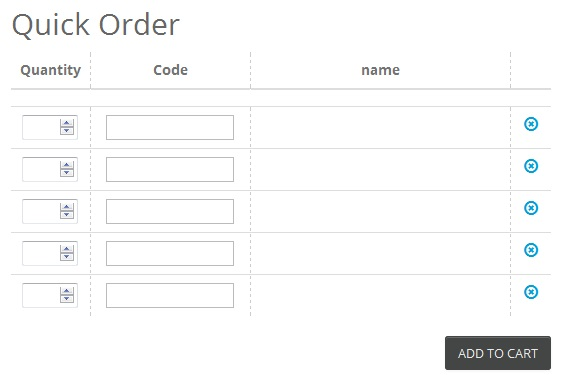 Quick Order
Quantity Code name
ADD TO CART